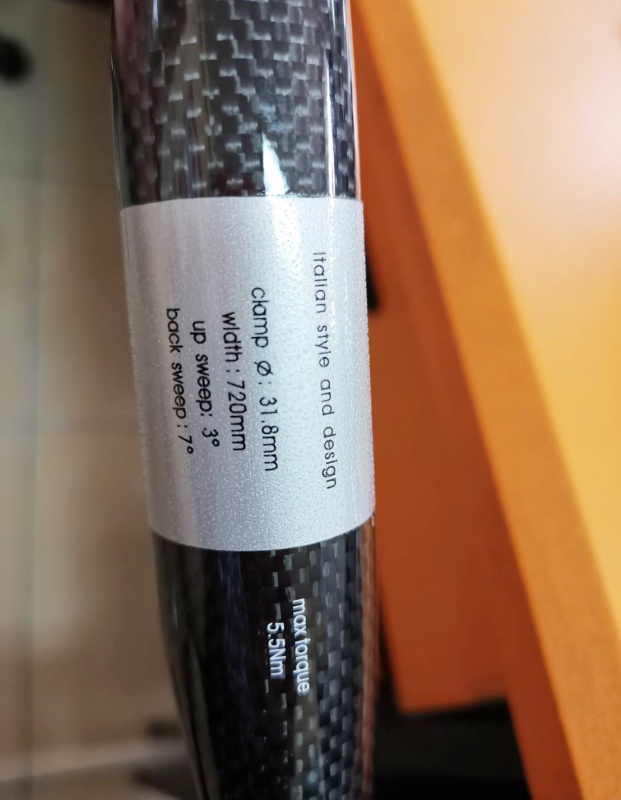 Italian style and design
clamp Ø: 31.8mm
width: 720mm
up sweep: 3°
back sweep: 7°
max torque
5.5Nm